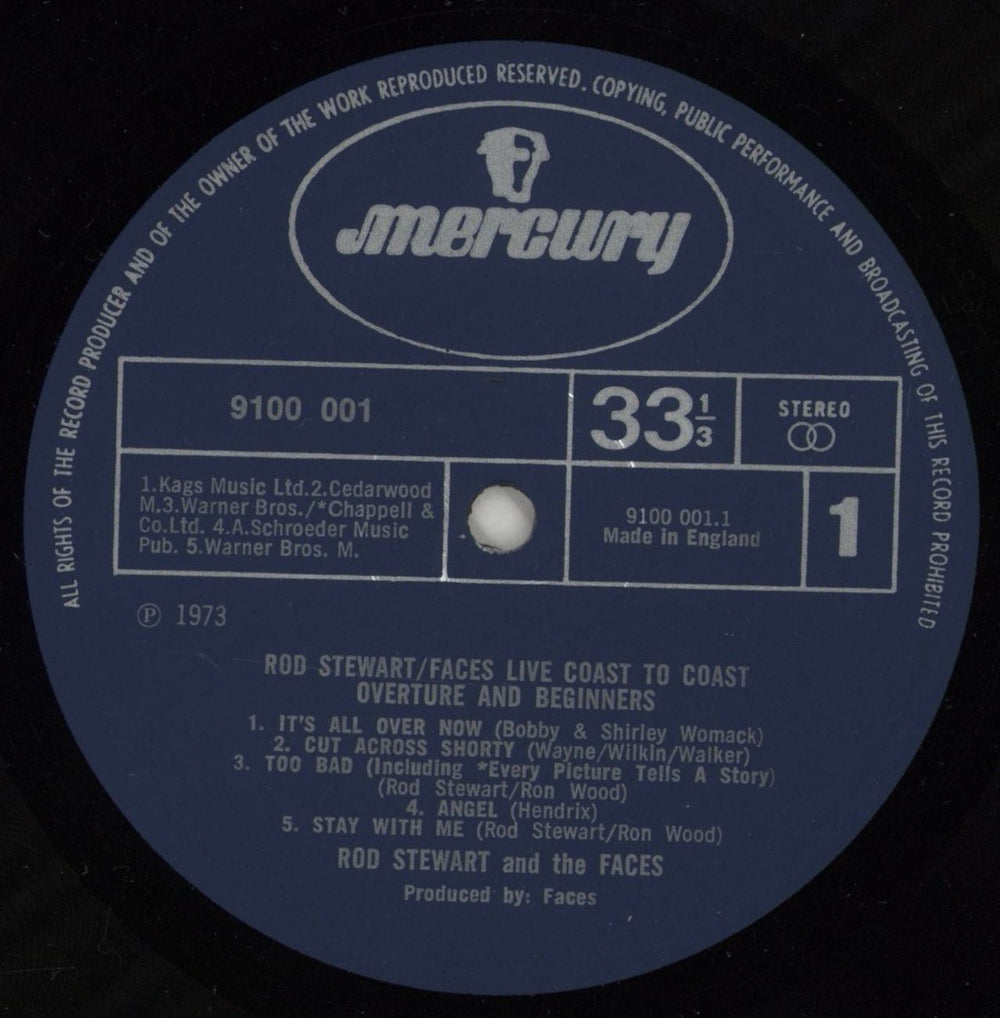 ALL RIGHTS OF THE RECORD PRODUCER AND OF THE OWNER OF THE WORK REPRODUCED RESERVED. COPYING, PUBLIC PERFORMANCE AND BROADCASTING OF THIS RECORD PROHIBITED
mercury
9100 001
33 1/3
STEREO
1.Kags Music Ltd.2.Cedarwood
M.3.Warner Bros./*Chappell &
Co.Ltd. 4.A.Schroeder Music
Pub. 5.Warner Bros. M.
9100 001.1
Made in England
1
Ⓟ 1973
ROD STEWART/FACES LIVE COAST TO COAST
OVERTURE AND BEGINNERS
1. IT'S ALL OVER NOW (Bobby & Shirley Womack)
2. CUT ACROSS SHORTY (Wayne/Wilkin/Walker)
3. TOO BAD (Including *Every Picture Tells A Story)
(Rod Stewart/Ron Wood)
4. ANGEL (Hendrix)
5. STAY WITH ME (Rod Stewart/Ron Wood)
ROD STEWART and the FACES
Produced by: Faces